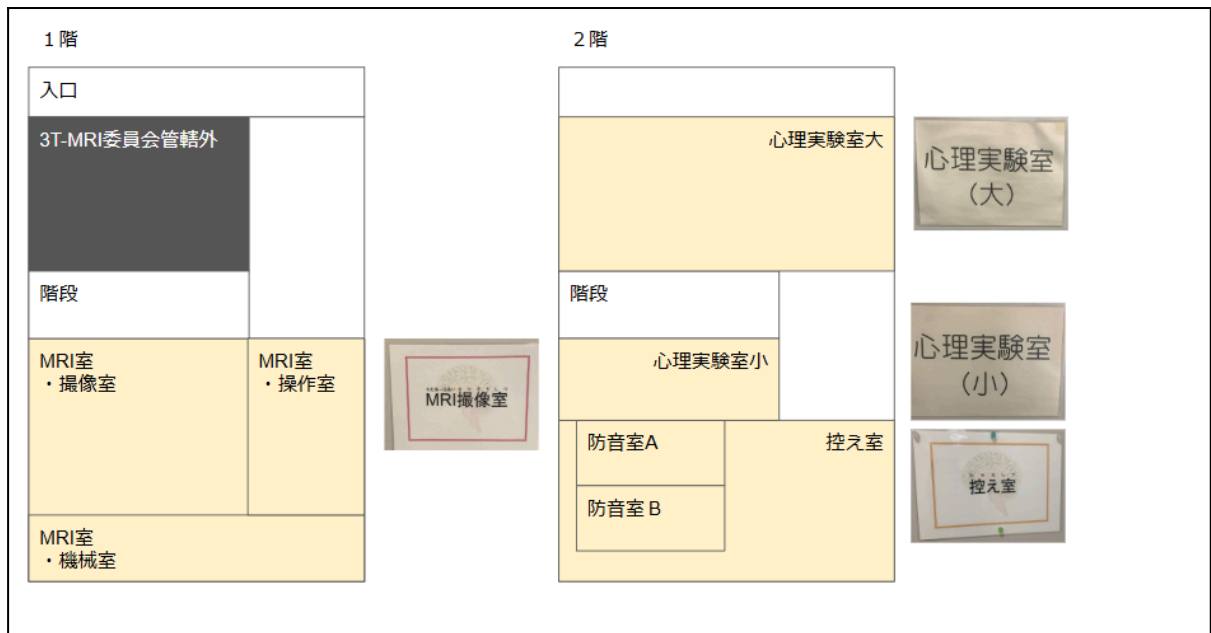 1階
入口
3T-MRI委員会管轄外
階段
MRI室
・撮像室
MRI室
・操作室
MRI室
・機械室
MRI撮像室
2階
心理実験室大
階段
心理実験室小
防音室A
防音室B
控え室
心理実験室
(大)
心理実験室
(小)
控え室